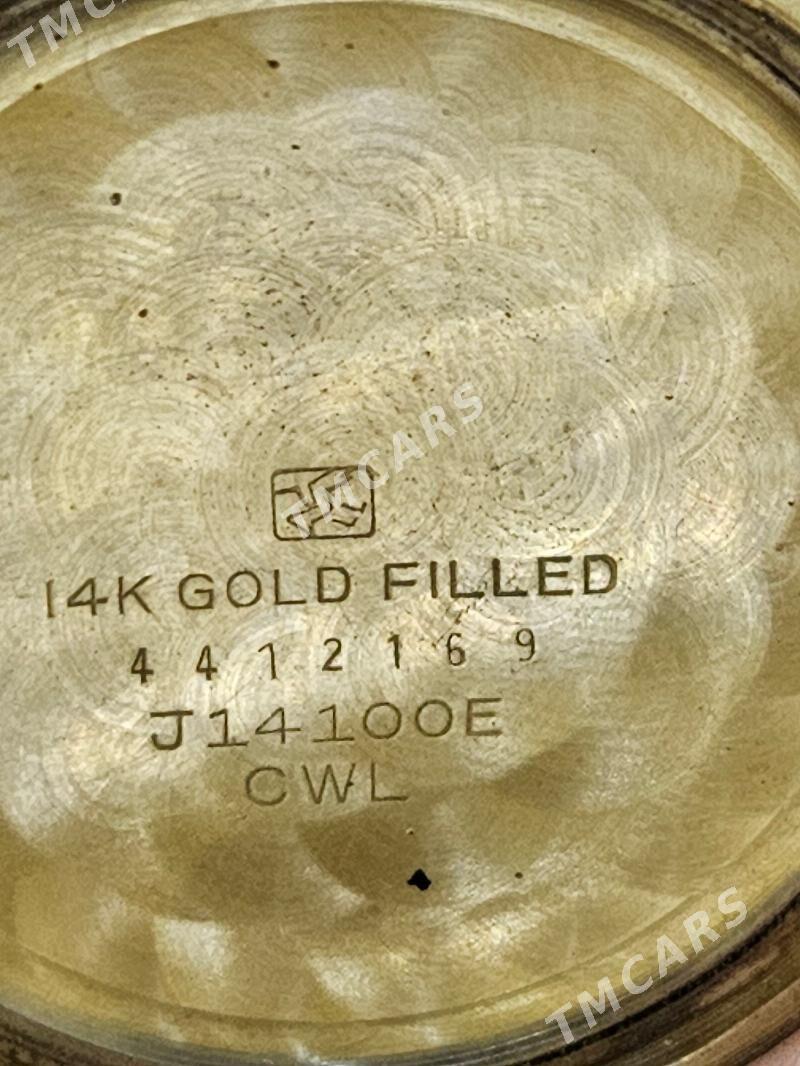 TMCARS
TMCARS
14K GOLD FILLED
4412169
J14100E
CWL
TMCARS